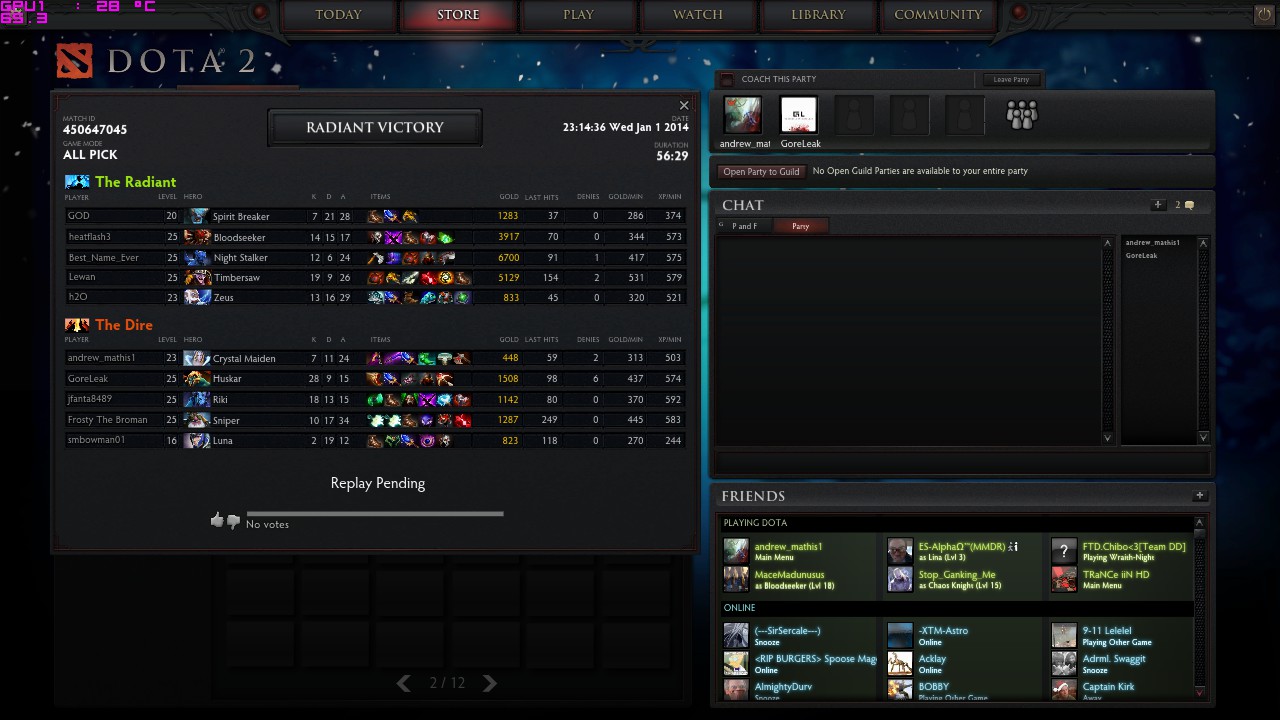 GPU1 : 28 °C
69.3
TODAY STORE PLAY WATCH LIBRARY COMMUNITY
DOTA 2
COACH THIS PARTY Leave Party
andrew_mat GoreLeak
Open Party to Guild No Open Guild Parties are available to your entire party
MATCH ID
450647045
GAME MODE
ALL PICK
RADIANT VICTORY
DATE
23:14:36 Wed Jan 1 2014
DURATION
56:29
The Radiant
PLAYER LEVEL HERO K D A ITEMS GOLD LAST HITS DENIES GOLD/MIN XP/MIN
GOD 20 Spirit Breaker 7 21 28 1283 37 0 286 374
heatflash3 25 Bloodseeker 14 15 17 3917 70 0 344 573
Best_Name_Ever 25 Night Stalker 12 6 24 6700 91 1 417 575
Lewan 25 Timbersaw 19 9 26 5129 154 2 531 579
h2O 23 Zeus 13 16 29 833 45 0 320 521
The Dire
PLAYER LEVEL HERO K D A ITEMS GOLD LAST HITS DENIES GOLD/MIN XP/MIN
andrew_mathis1 23 Crystal Maiden 7 11 24 448 59 2 313 503
GoreLeak 25 Huskar 28 9 15 1508 98 6 437 574
jfanta8489 25 Riki 18 13 15 1142 80 0 370 592
Frosty The Broman 25 Sniper 10 17 34 1287 249 0 445 583
smbowman01 16 Luna 2 19 12 823 118 0 270 244
Replay Pending
No votes
2 / 12
CHAT + 2
P and F Party
andrew_mathis1
GoreLeak
FRIENDS +
PLAYING DOTA
andrew_mathis1 ES-AlphaΩ™(MMDR) FTD.Chibo<3[Team DD]
Main Menu as Lina (Lvl 3) Playing Wraith-Night
MaceMadunusus Stop_Ganking_Me TRaNCe iiN HD
as Bloodseeker (Lvl 18) as Chaos Knight (Lvl 15) Main Menu
ONLINE
(---SirSercale---) -XTM-Astro 9-11 Lelelel
Snooze Online Playing Other Game
<RIP BURGERS> Spoose Mag Acklay Adrml. Swaggit
Online Online Snooze
AlmightyDurv BOBBY Captain Kirk
Snooze Playing Other Game Away